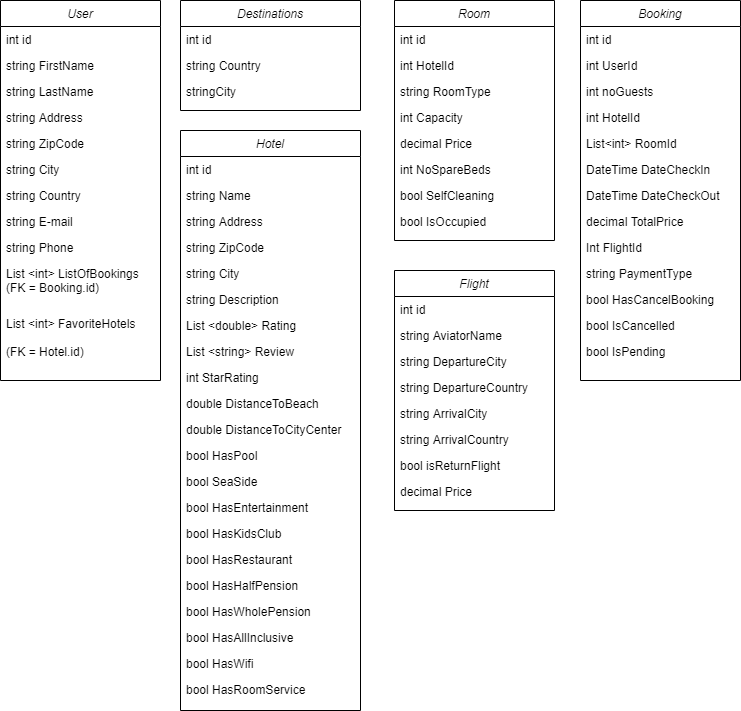 User
int id
string FirstName
string LastName
string Address
string ZipCode
string City
string Country
string E-mail
string Phone
List <int> ListOfBookings
(FK = Booking.id)
List <int> FavoriteHotels
(FK = Hotel.id)
Destinations
int id
string Country
stringCity
Hotel
int id
string Name
string Address
string ZipCode
string City
string Description
List <double> Rating
List <string> Review
int StarRating
double DistanceToBeach
double DistanceToCityCenter
bool HasPool
bool SeaSide
bool HasEntertainment
bool HasKidsClub
bool HasRestaurant
bool HasHalfPension
bool HasWholePension
bool HasAllInclusive
bool HasWifi
bool HasRoomService
Room
int id
int HotelId
string RoomType
int Capacity
decimal Price
int NoSpareBeds
bool SelfCleaning
bool IsOccupied
Flight
int id
string AviatorName
string DepartureCity
string DepartureCountry
string ArrivalCity
string ArrivalCountry
bool isReturnFlight
decimal Price
Booking
int id
int UserId
int noGuests
int HotelId
List<int> RoomId
DateTime DateCheckIn
DateTime DateCheckOut
decimal TotalPrice
Int FlightId
string PaymentType
bool HasCancelBooking
bool IsCancelled
bool IsPending